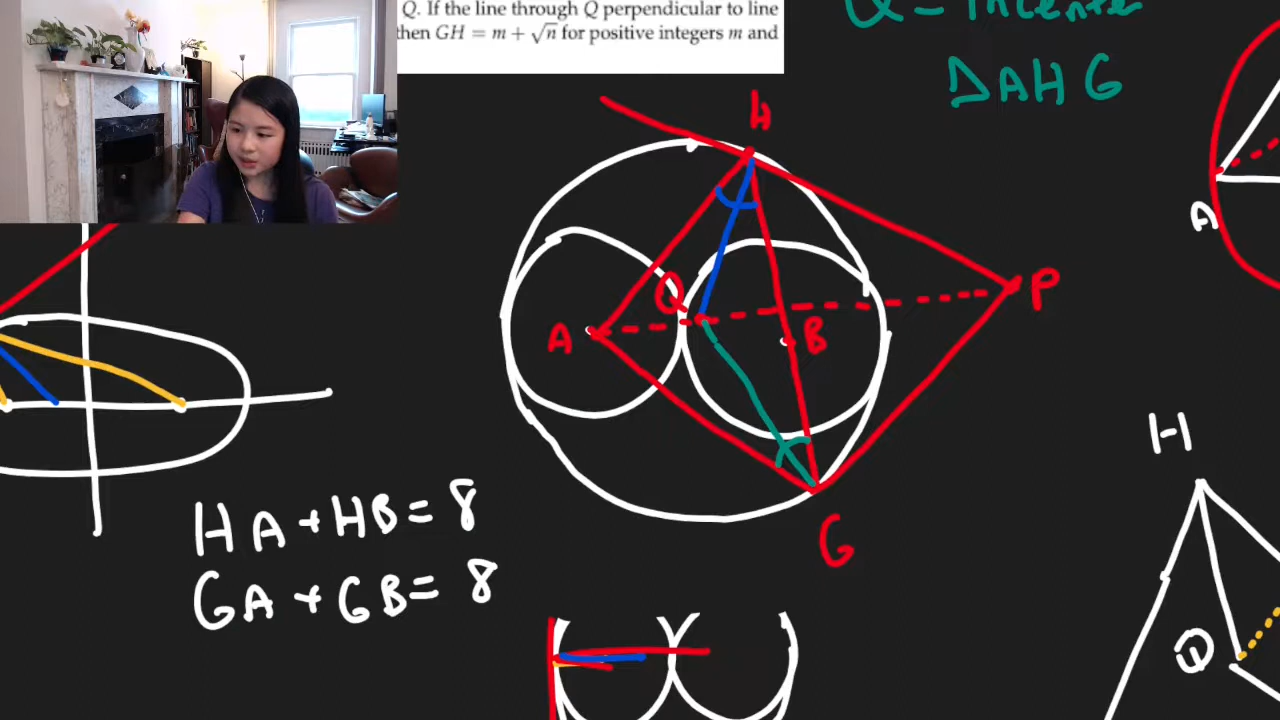 Q. If the line through Q perpendicular to line
then GH = m + √n for positive integers m and
Q = incenter
ΔAHG
H
A
Q
B
P
G
A
H
Q
HA + HB = 8
GA + GB = 8